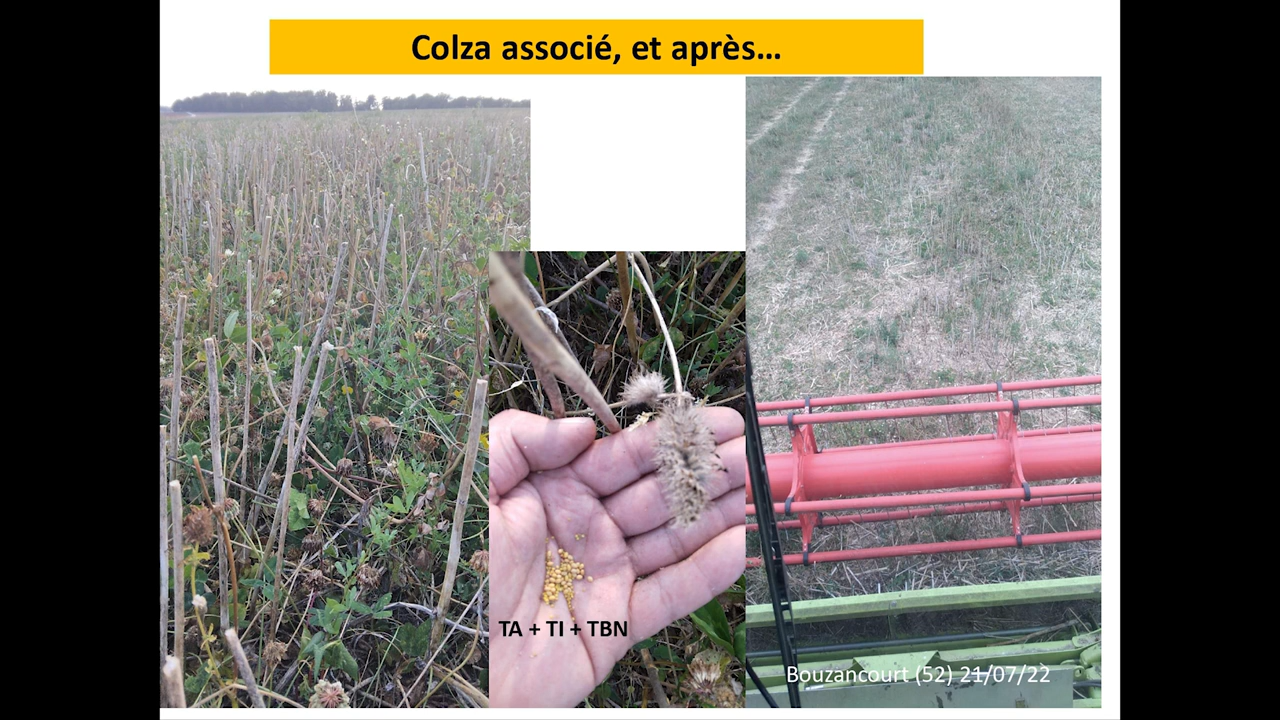 Colza associé, et après…
TA + TI + TBN
Bouzancourt (52) 21/07/22